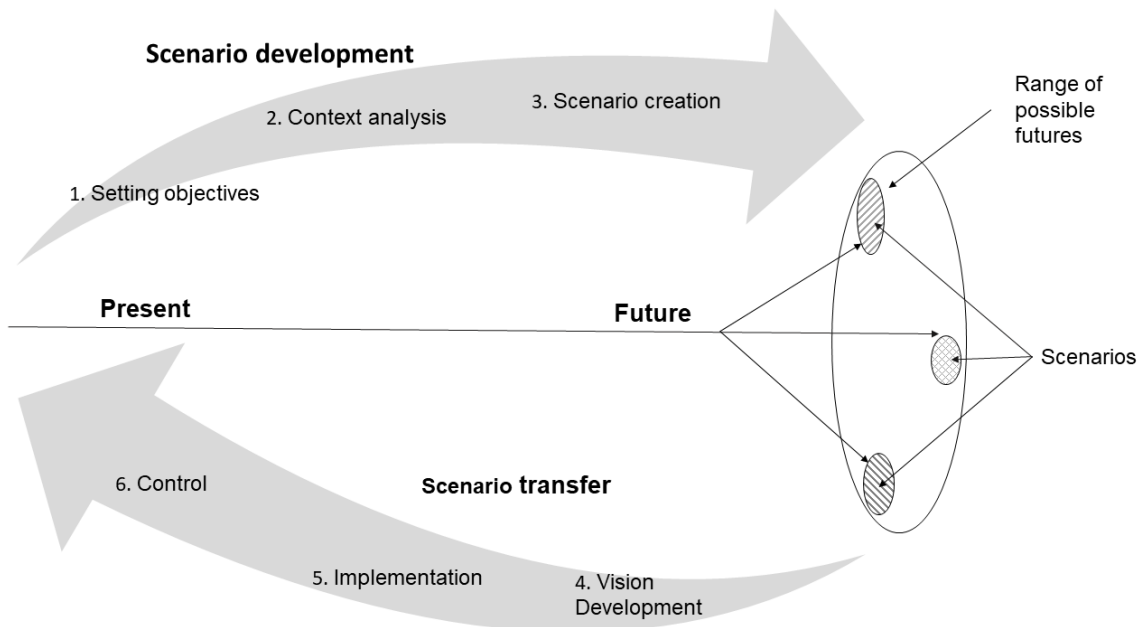 Scenario development
3. Scenario creation
2. Context analysis
1. Setting objectives
Range of
possible
futures
Present
Future
Scenarios
6. Control
Scenario transfer
5. Implementation
4. Vision
Development